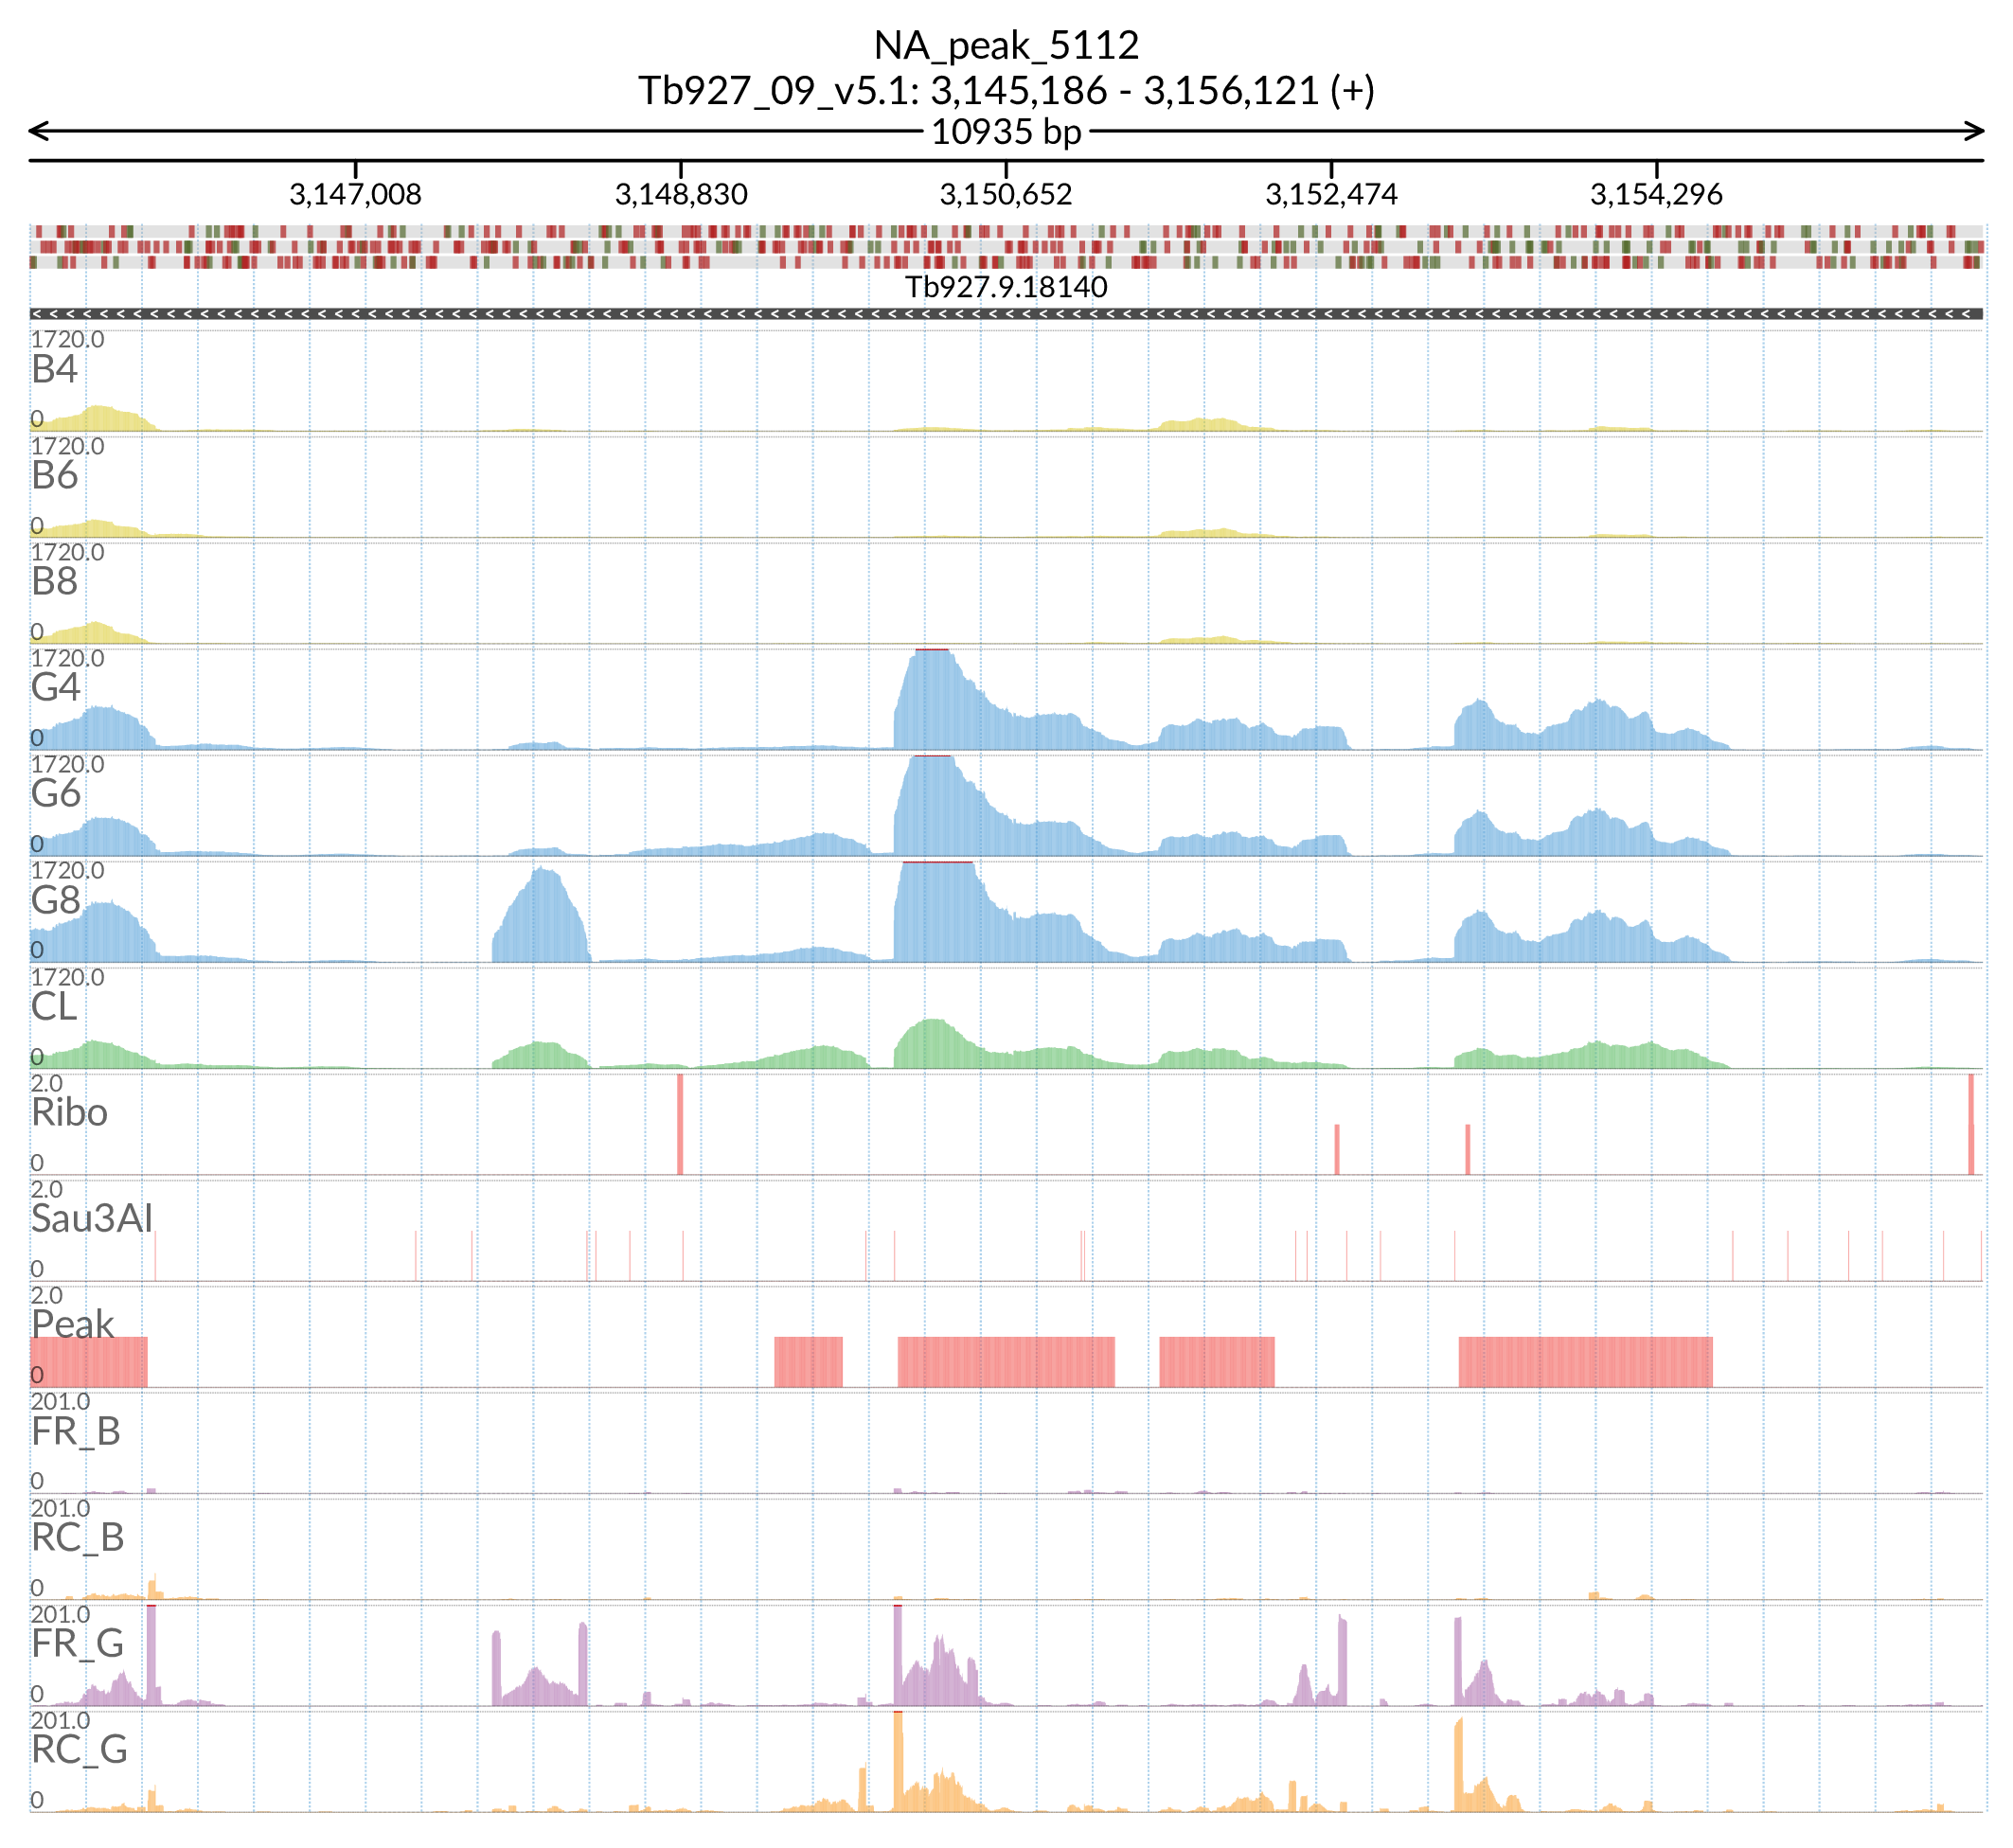 NA_peak_5112
Tb927_09_v5.1: 3,145,186 - 3,156,121 (+)
10935 bp
3,147,008 3,148,830 3,150,652 3,152,474 3,154,296
Tb927.9.18140
1720.0
B4
0
1720.0
B6
0
1720.0
B8
0
1720.0
G4
0
1720.0
G6
0
1720.0
G8
0
1720.0
CL
0
2.0
Ribo
0
2.0
Sau3AI
0
2.0
Peak
0
201.0
FR_B
0
201.0
RC_B
0
201.0
FR_G
0
201.0
RC_G
0